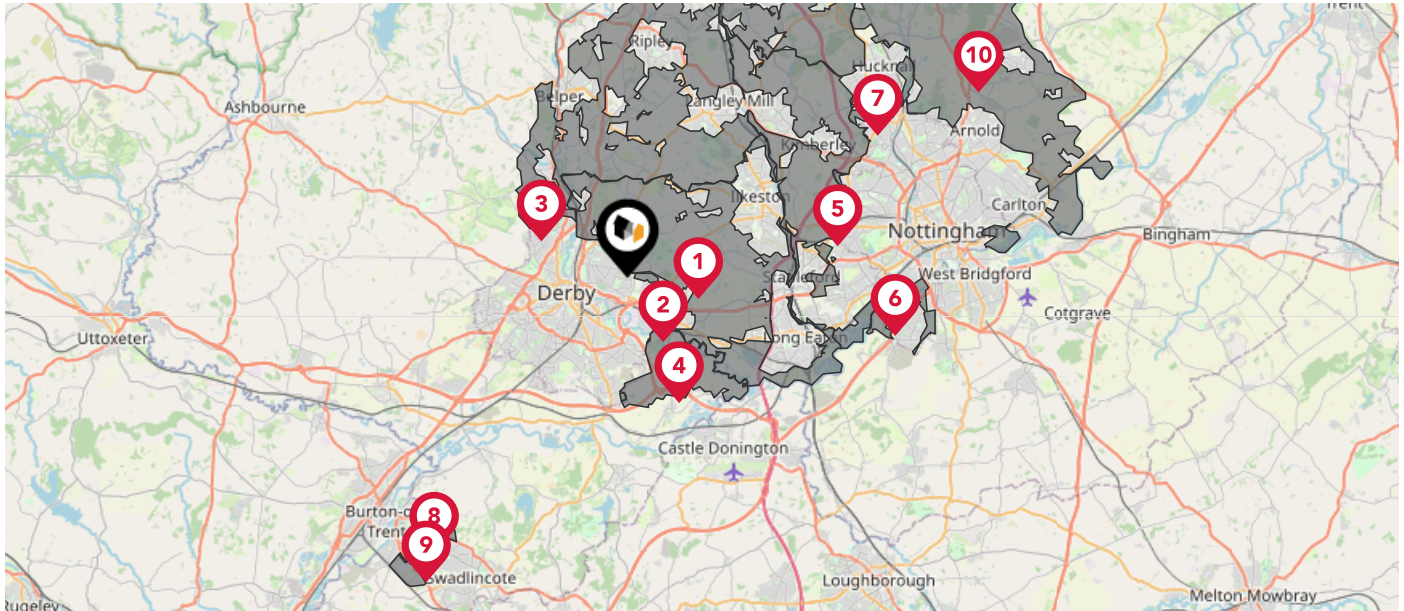 Trent
Ripley
Hucknall
10
Ashbourne
Belper
7
Langley Mill
Arnold
Kimberley
3
Ilkeston
5
Carlton
Nottingham
Bingham
1
Stapleford
West Bridgford
Derby
2
6
Cotgrave
Uttoxeter
Long Eaton
4
Castle Donington
Burton-o
8
Trent
9
Swadlincote
Loughborough
Melton Mowbray
Rugeley